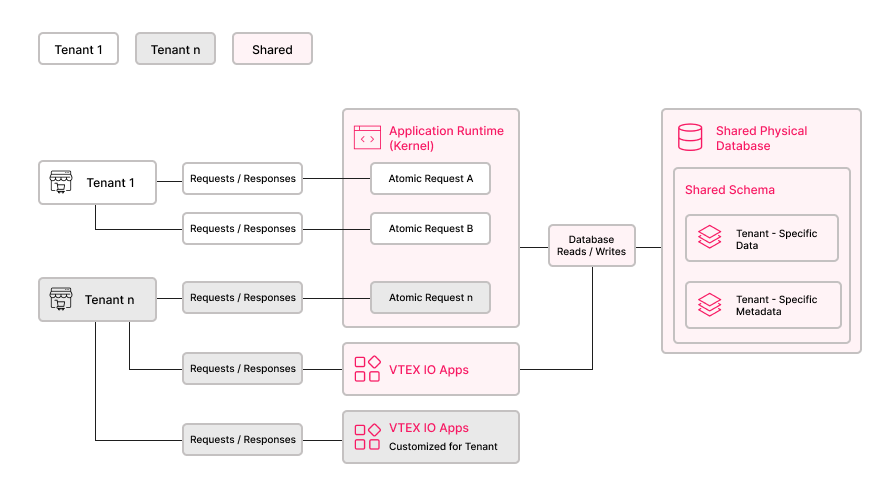 Tenant 1
Tenant n
Shared
Application Runtime
(Kernel)
Shared Physical
Database
Tenant 1
Requests / Responses
Atomic Request A
Shared Schema
Requests / Responses
Atomic Request B
Database
Reads / Writes
Tenant - Specific
Data
Tenant n
Requests / Responses
Atomic Request n
Tenant - Specific
Metadata
Requests / Responses
VTEX IO Apps
Requests / Responses
VTEX IO Apps
Customized for Tenant